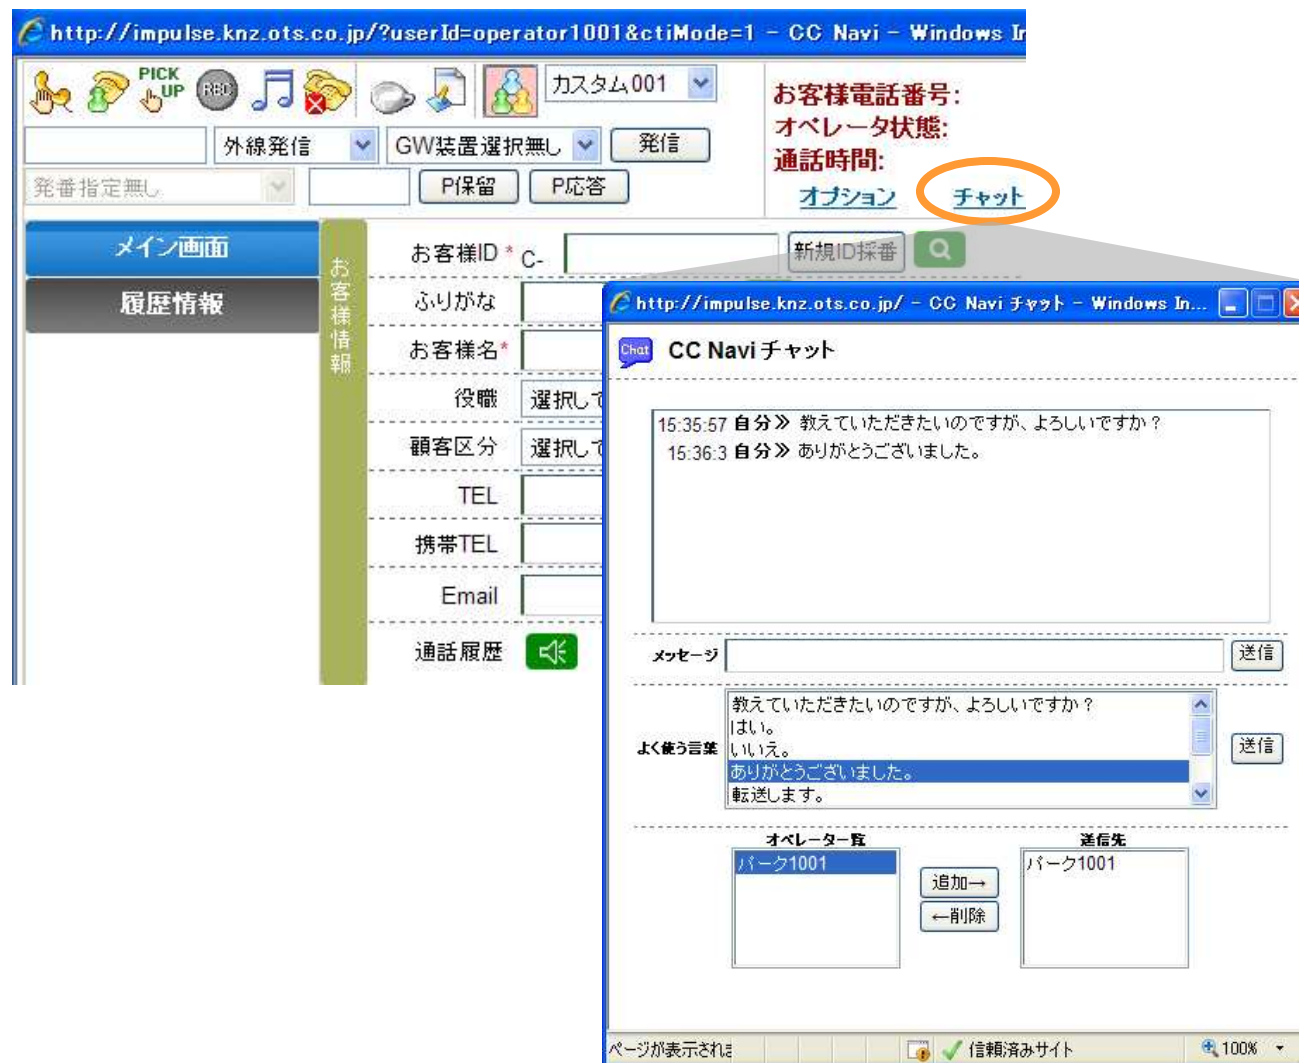 http://impulse.knz.ots.co.jp/?userId=operator1001&ctiMode=1 - CC Navi - Windows In
PICK UP
REC
カスタム001
外線発信
GW装置選択無し
発信
発番指定無し
P保留
P応答
お客様電話番号:
オペレータ状態:
通話時間:
オプション チャット
メイン画面
履歴情報
お客様情報
お客様ID * C-
新規ID採番
ふりがな
お客様名*
役職 選択して
顧客区分 選択して
TEL
携帯TEL
Email
通話履歴
http://impulse.knz.ots.co.jp/ - CC Navi チャット - Windows In...
Chat CC Navi チャット
15:35:57 自分≫ 教えていただきたいのですが、よろしいですか？
15:36:3 自分≫ ありがとうございました。
メッセージ 送信
よく使う言葉
教えていただきたいのですが、よろしいですか？
はい。
いいえ。
ありがとうございました。
転送します。
送信
オペレータ一覧
パーク1001
追加→
←削除
送信先
パーク1001
ページが表示されま
信頼済みサイト
100%